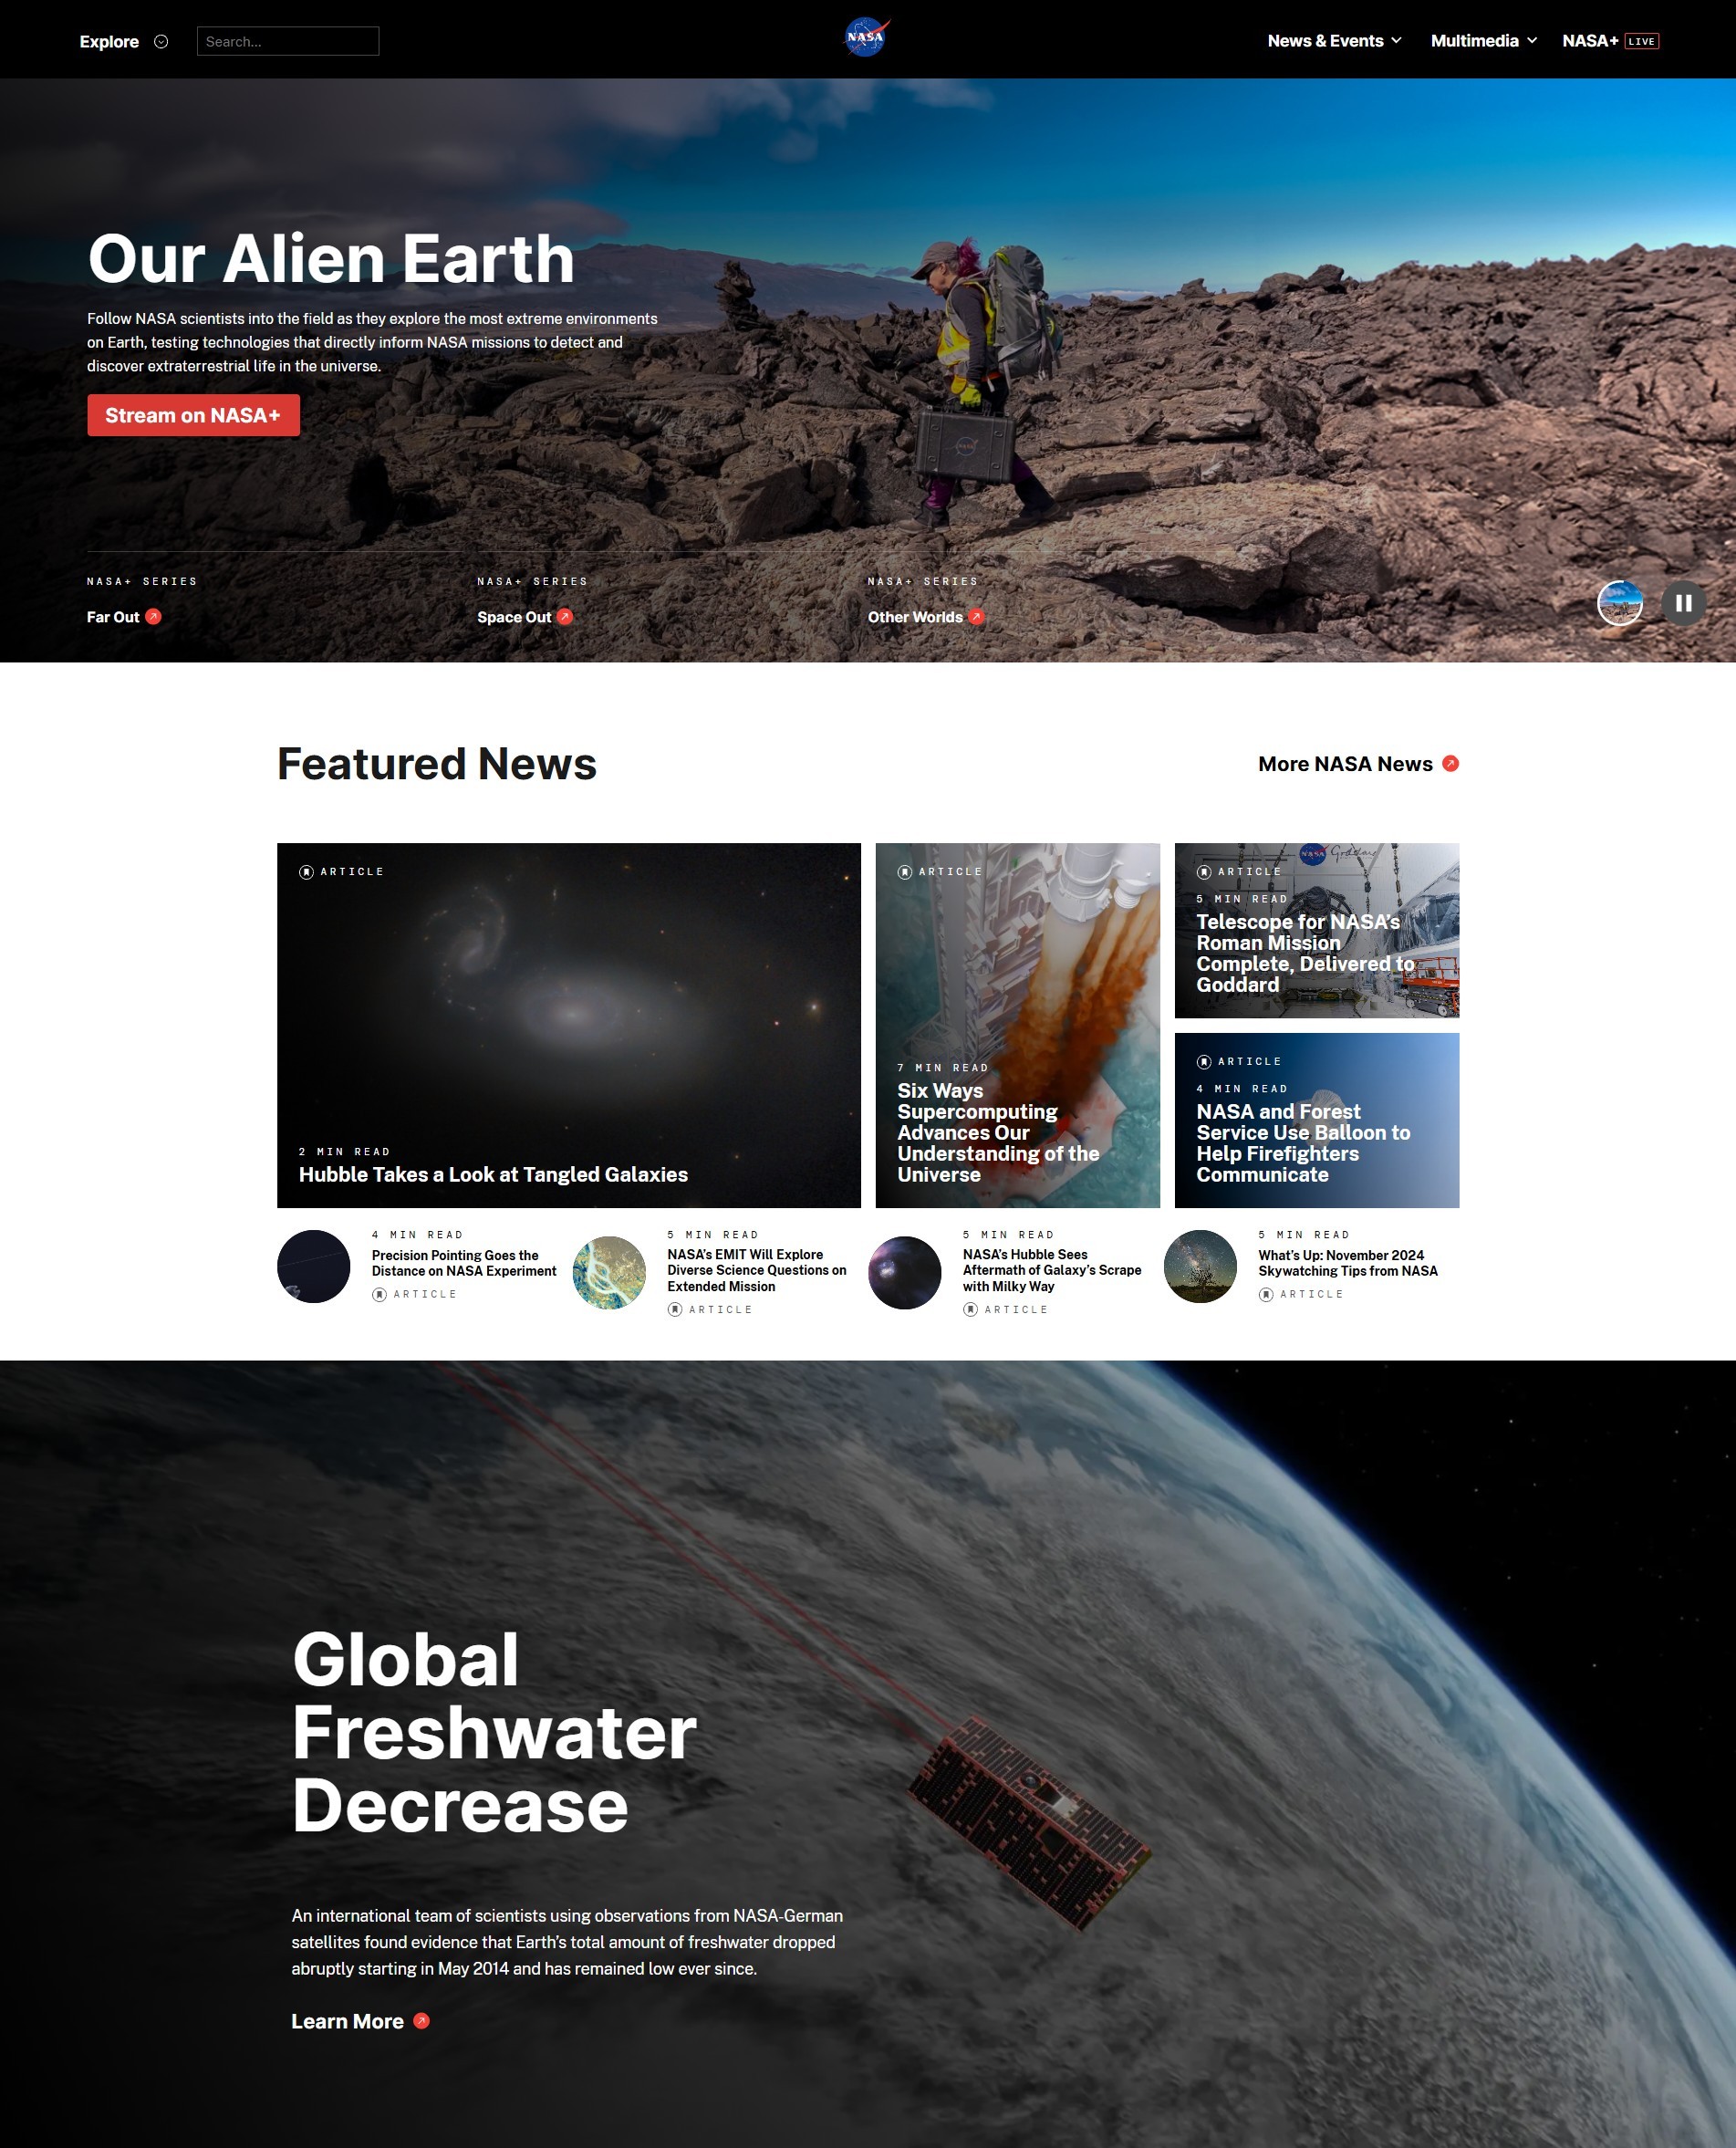 Explore
Search...
NASA
News & Events
Multimedia
NASA+ LIVE
Our Alien Earth
Follow NASA scientists into the field as they explore the most extreme environments
on Earth, testing technologies that directly inform NASA missions to detect and
discover extraterrestrial life in the universe.
Stream on NASA+
NASA+ SERIES
Far Out
NASA+ SERIES
Space Out
NASA+ SERIES
Other Worlds
Featured News
More NASA News
ARTICLE
2 MIN READ
Hubble Takes a Look at Tangled Galaxies
ARTICLE
7 MIN READ
Six Ways
Supercomputing
Advances Our
Understanding of the
Universe
NASA Goddard
ARTICLE
5 MIN READ
Telescope for NASA's
Roman Mission
Complete, Delivered to
Goddard
ARTICLE
4 MIN READ
NASA and Forest
Service Use Balloon to
Help Firefighters
Communicate
4 MIN READ
Precision Pointing Goes the
Distance on NASA Experiment
ARTICLE
5 MIN READ
NASA's EMIT Will Explore
Diverse Science Questions on
Extended Mission
ARTICLE
5 MIN READ
NASA's Hubble Sees
Aftermath of Galaxy's Scrape
with Milky Way
ARTICLE
5 MIN READ
What's Up: November 2024
Skywatching Tips from NASA
ARTICLE
Global
Freshwater
Decrease
An international team of scientists using observations from NASA-German
satellites found evidence that Earth's total amount of freshwater dropped
abruptly starting in May 2014 and has remained low ever since.
Learn More